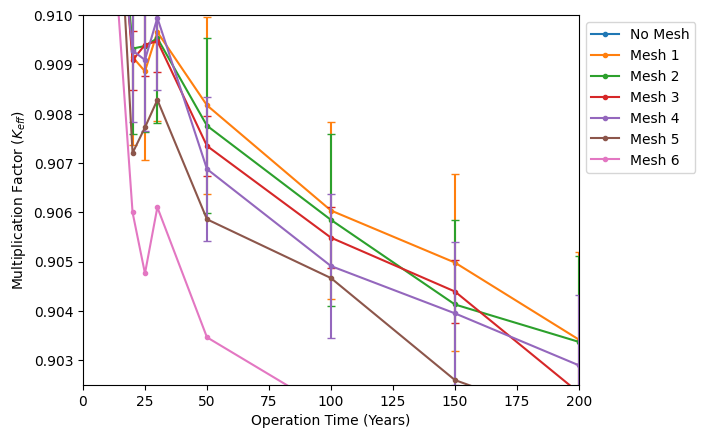 0.910
0.909
0.908
0.907
0.906
0.905
0.904
0.903
Multiplication Factor (K_eff)
0
25
50
75
100
125
150
175
200
Operation Time (Years)
No Mesh
Mesh 1
Mesh 2
Mesh 3
Mesh 4
Mesh 5
Mesh 6